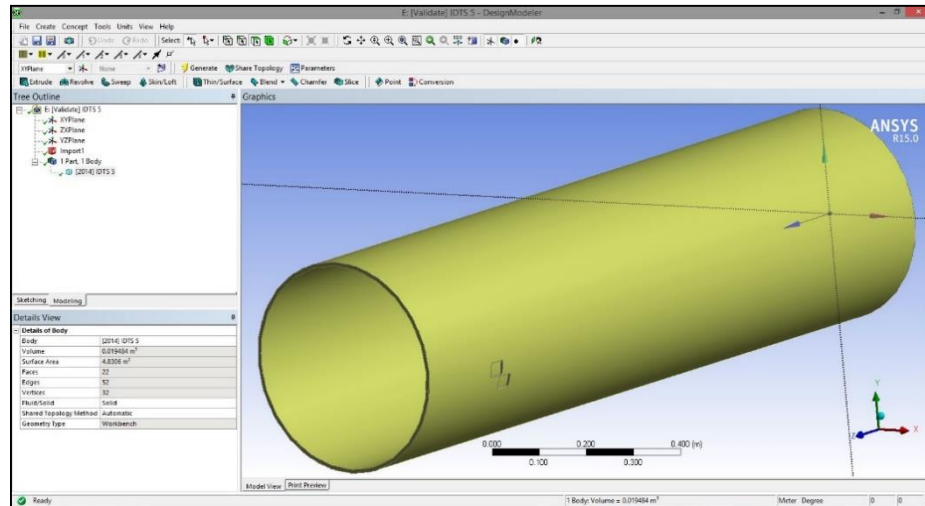 E: [Validate] IDTS 5 - DesignModeler
File Create Concept Tools Units View Help
Undo Redo Select:
XYPlane None Generate Share Topology Parameters
Extrude Revolve Sweep Skin/Loft Thin/Surface Blend Chamfer Slice Point Conversion
Tree Outline
Graphics
E: [Validate] IDTS 5
XYPlane
ZXPlane
YZPlane
Import1
1 Part, 1 Body
[2014] IDTS 5
ANSYS
R15.0
Sketching Modeling
Details View
Details of Body
Body [2014] IDTS 5
Volume 0.019484 m³
Surface Area 4.8306 m²
Faces 22
Edges 52
Vertices 32
Fluid/Solid Solid
Shared Topology Method Automatic
Geometry Type Workbench
0.000 0.200 0.400 (m)
0.100 0.300
Y
Z X
Model View Print Preview
Ready 1 Body: Volume = 0.019484 m³ Meter Degree 0 0